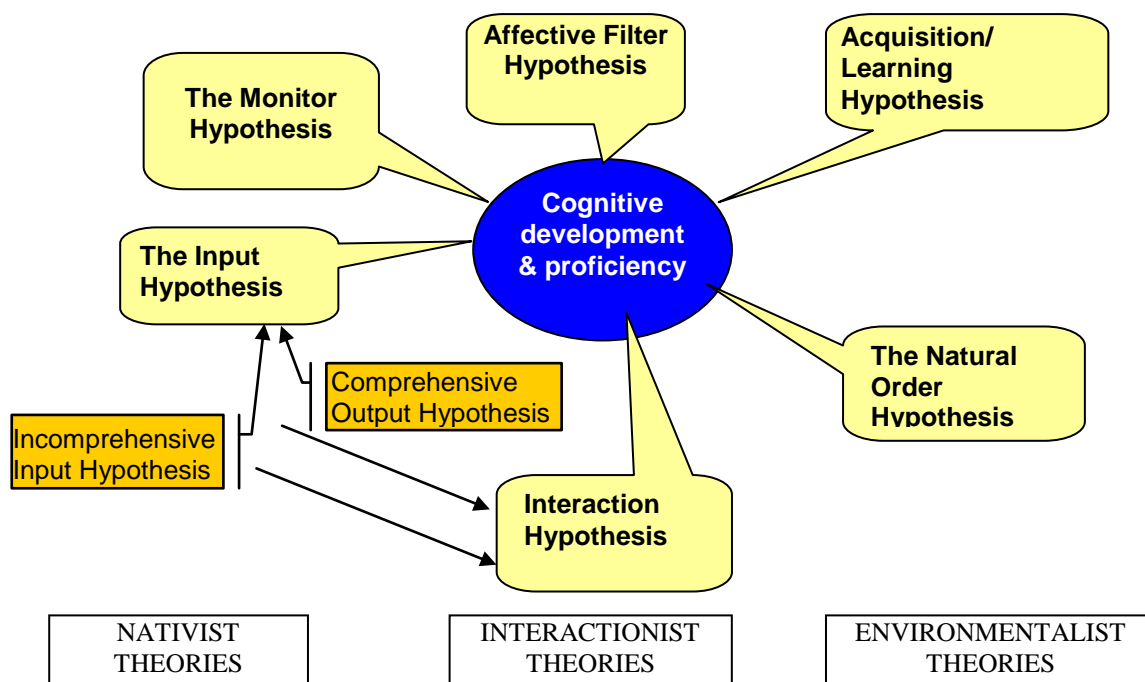 Affective Filter
Hypothesis
Acquisition/
Learning
Hypothesis
The Monitor
Hypothesis
Cognitive
development
& proficiency
The Input
Hypothesis
The Natural
Order
Hypothesis
Comprehensive
Output Hypothesis
Incomprehensive
Input Hypothesis
Interaction
Hypothesis
NATIVIST
THEORIES
INTERACTIONIST
THEORIES
ENVIRONMENTALIST
THEORIES